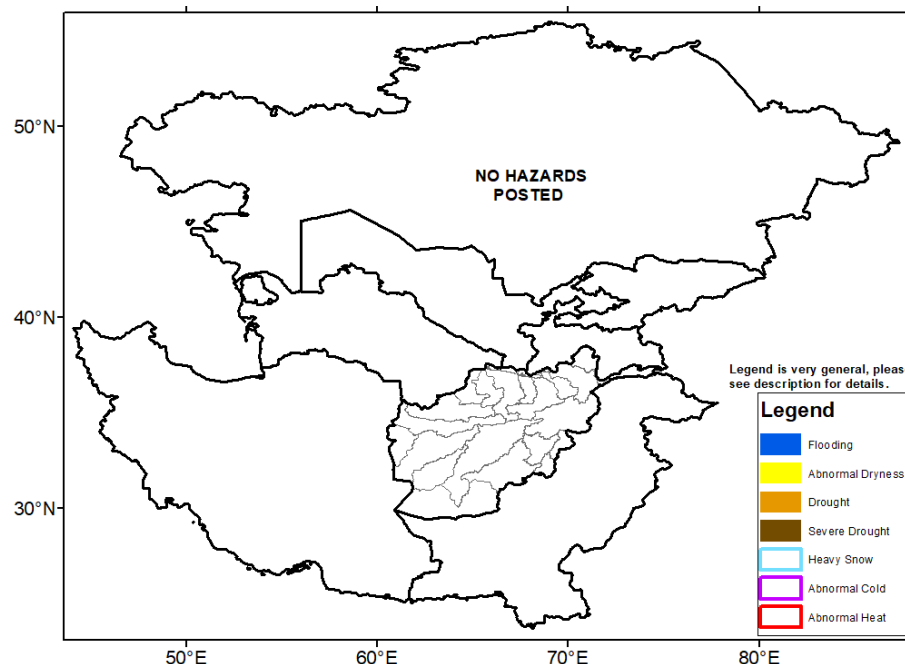 50°N
40°N
30°N
NO HAZARDS
POSTED
Legend is very general, pleas
see description for details.
Legend
Flooding
Abnormal Dryness
Drought
Severe Drought
Heavy Snow
Abnormal Cold
Abnormal Heat
50°E
60°E
70°E
80°E